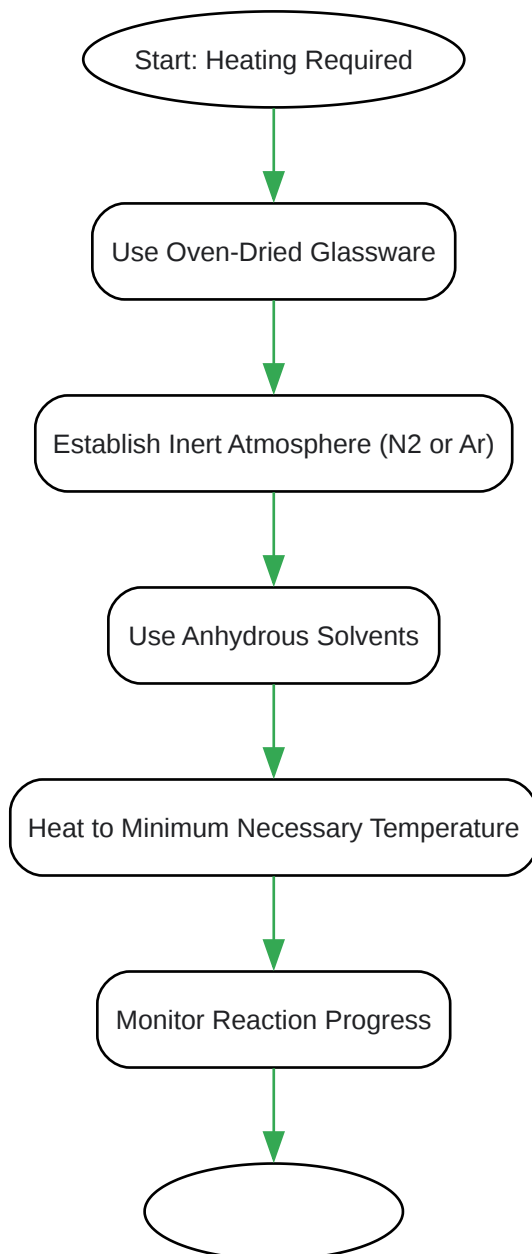 Start: Heating Required
Use Oven-Dried Glassware
Establish Inert Atmosphere (N2 or Ar)
Use Anhydrous Solvents
Heat to Minimum Necessary Temperature
Monitor Reaction Progress